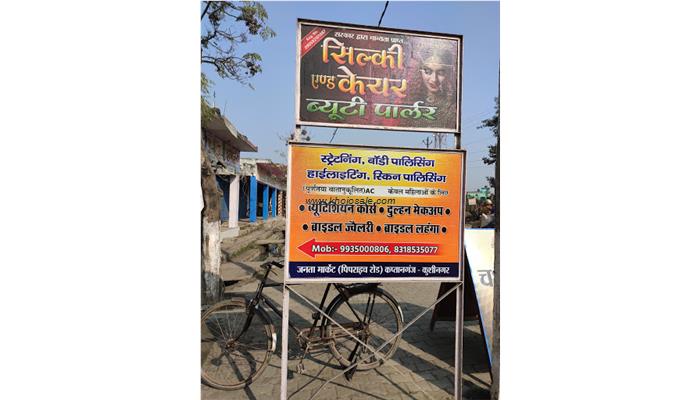 सरकार द्वारा मान्यता प्राप्त..
सिल्की
एण्ड केयर
ब्यूटी पार्लर
स्ट्रेटनिंग, बॉडी पालिसिंग
हाईलाइटिंग, स्किन पालिसिंग
(पूर्णतया वातानुकूलित)AC केवल महिलाओं के लिए
www.khojosale.com
• ब्यूटिशियन कोर्स • दुल्हन मेकअप •
• ब्राइडल ज्वैलरी • ब्राइडल लहंगा •
Mob:- 9935000806, 8318535077
जनता मार्केट (पिपराइच रोड) कप्तानगंज - कुशीनगर